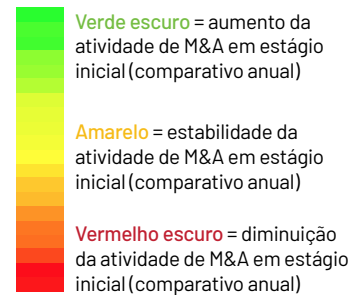 Verde escuro = aumento da
atividade de M&A em estágio
inicial (comparativo anual)
Amarelo = estabilidade da
atividade de M&A em estágio
inicial (comparativo anual)
Vermelho escuro = diminuição
da atividade de M&A em estágio
inicial (comparativo anual)